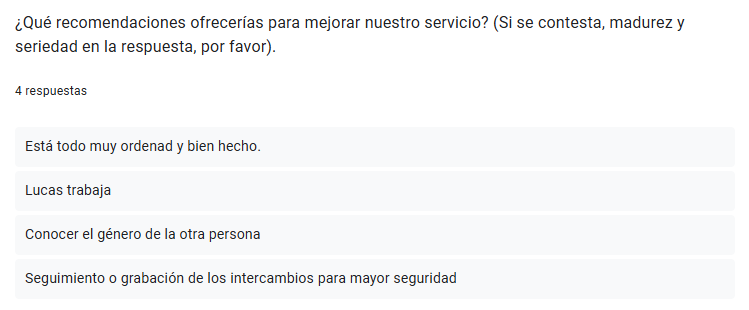 ¿Qué recomendaciones ofrecerías para mejorar nuestro servicio? (Si se contesta, madurez y
seriedad en la respuesta, por favor).
4 respuestas
Está todo muy ordenad y bien hecho.
Lucas trabaja
Conocer el género de la otra persona
Seguimiento o grabación de los intercambios para mayor seguridad